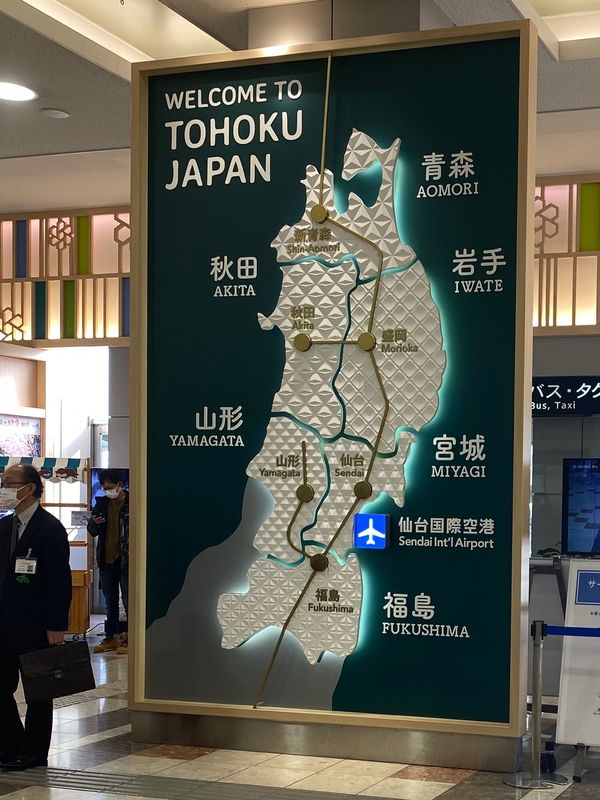 WELCOME TO
TOHOKU
JAPAN
青森
AOMORI
新青森
Shin-Aomori
秋田
AKITA
岩手
IWATE
秋田
Akita
盛岡
Morioka
山形
YAMAGATA
宮城
MIYAGI
山形
Yamagata
仙台
Sendai
仙台国際空港
Sendai Int'l Airport
福島
Fukushima
福島
FUKUSHIMA
バス・タク
Bus, Taxi
サー